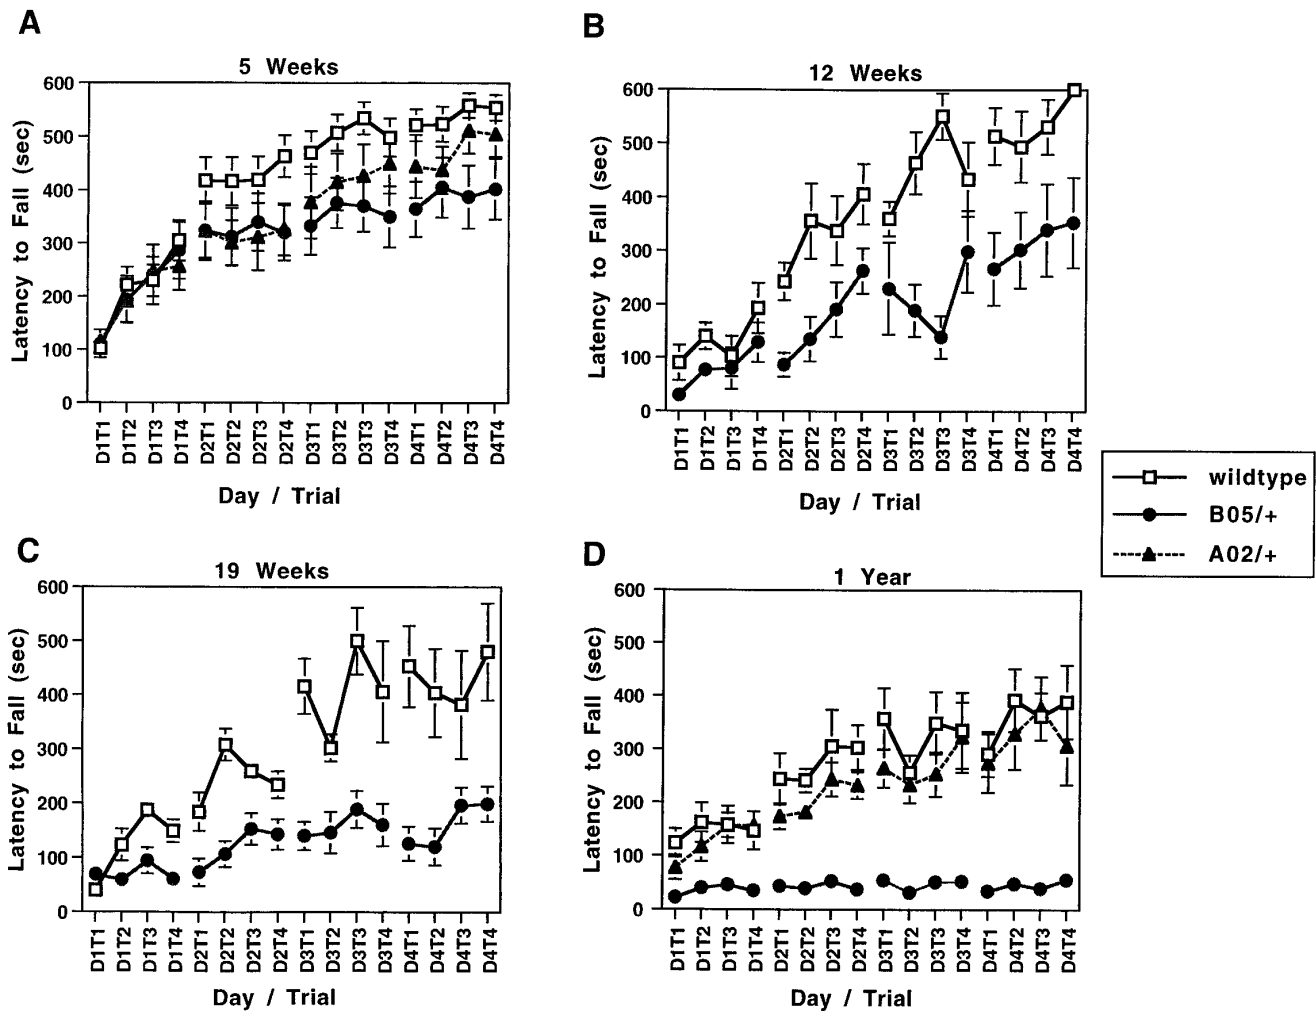 A
5 Weeks
Latency to Fall (sec)
600
500
400
300
200
100
0
D1T1
D1T2
D1T3
D1T4
D2T1
D2T2
D2T3
D2T4
D3T1
D3T2
D3T3
D3T4
D4T1
D4T2
D4T3
D4T4
Day / Trial
B
12 Weeks
Latency to Fall (sec)
600
500
400
300
200
100
0
D1T1
D1T2
D1T3
D1T4
D2T1
D2T2
D2T3
D2T4
D3T1
D3T2
D3T3
D3T4
D4T1
D4T2
D4T3
D4T4
Day / Trial
wildtype
B05/+
A02/+
C
19 Weeks
Latency to Fall (sec)
600
500
400
300
200
100
0
D1T1
D1T2
D1T3
D1T4
D2T1
D2T2
D2T3
D2T4
D3T1
D3T2
D3T3
D3T4
D4T1
D4T2
D4T3
D4T4
Day / Trial
D
1 Year
Latency to Fall (sec)
600
500
400
300
200
100
0
D1T1
D1T2
D1T3
D1T4
D2T1
D2T2
D2T3
D2T4
D3T1
D3T2
D3T3
D3T4
D4T1
D4T2
D4T3
D4T4
Day / Trial